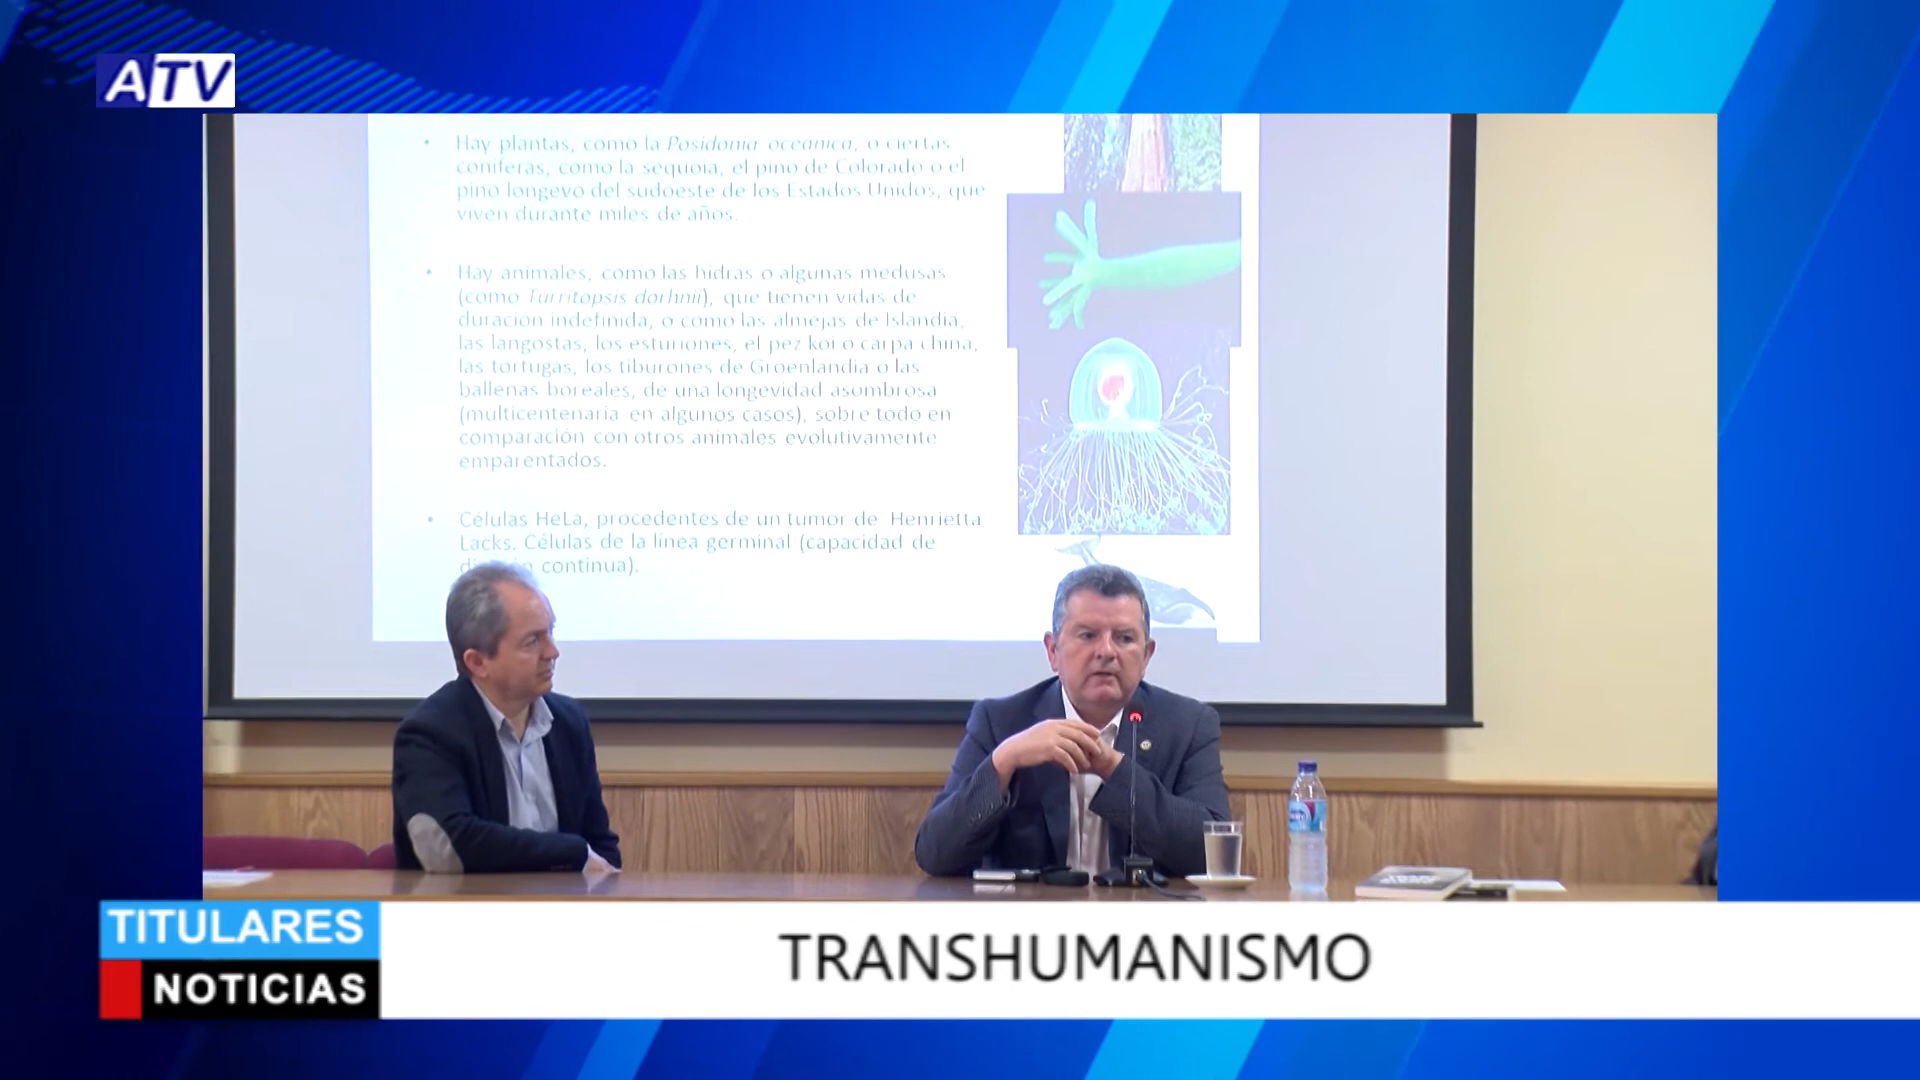 ATV
• Hay plantas, como la Posidonia oceanica, o ciertas
coníferas, como la sequoia, el pino de Colorado o el
pino longevo del sudoeste de los Estados Unidos, que
viven durante miles de años.
• Hay animales, como las hidras o algunas medusas
(como Turritopsis dorhnii), que tienen vidas de
duración indefinida, o como las almejas de Islandia,
las langostas, los esturiones, el pez koi o carpa china,
las tortugas, los tiburones de Groenlandia o las
ballenas boreales, de una longevidad asombrosa
(multicentenaria en algunos casos), sobre todo en
comparación con otros animales evolutivamente
emparentados.
• Células HeLa, procedentes de un tumor de Henrietta
Lacks. Células de la línea germinal (capacidad de
continua).
TITULARES
NOTICIAS
TRANSHUMANISMO